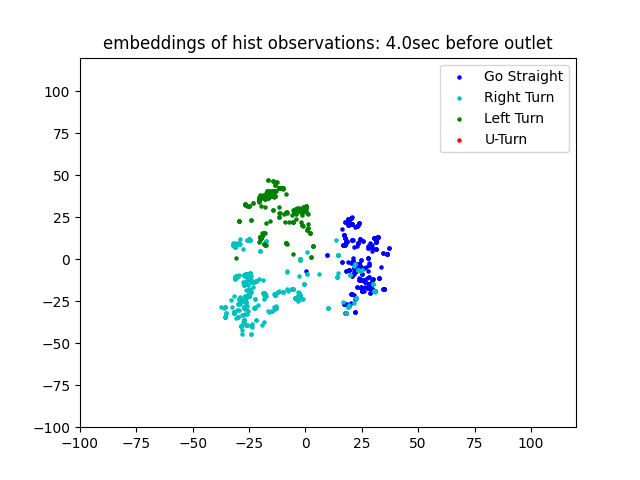 embeddings of hist observations: 4.0sec before outlet
Go Straight
Right Turn
Left Turn
U-Turn
100
75
50
25
0
−25
−50
−75
−100
−100 −75 −50 −25 0 25 50 75 100